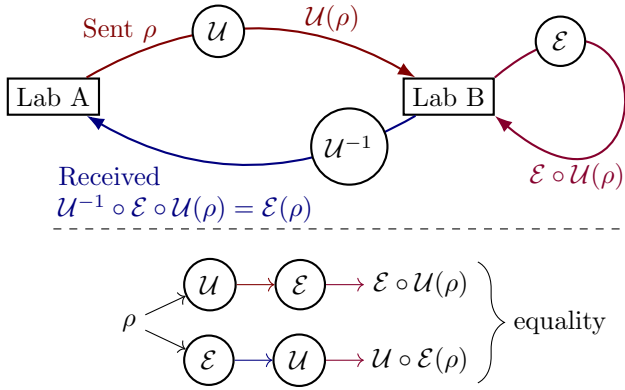 Sent ρ
𝒰
𝒰(ρ)
ℰ
Lab A
Lab B
𝒰⁻¹
Received
𝒰⁻¹ ∘ ℰ ∘ 𝒰(ρ) = ℰ(ρ)
ℰ ∘ 𝒰(ρ)
𝒰 ℰ ℰ ∘ 𝒰(ρ)
ρ equality
ℰ 𝒰 𝒰 ∘ ℰ(ρ)